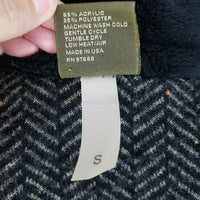 65% ACRYLIC
35% POLYESTER
MACHINE WASH COLD
GENTLE CYCLE
TUMBLE DRY
LOW HEAT/AIR
MADE IN USA
RN 97688
S